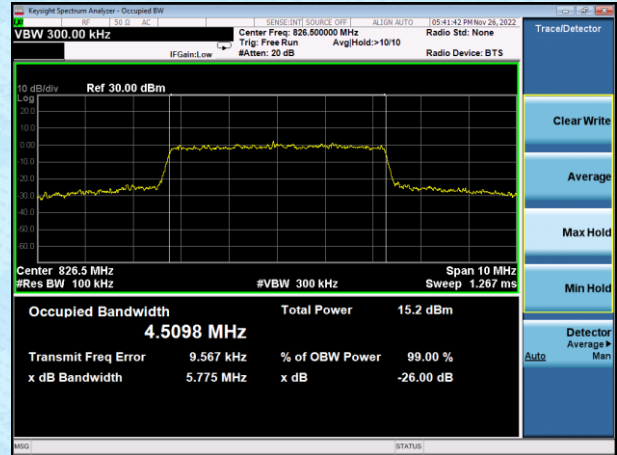 Keysight Spectrum Analyzer - Occupied BW
LXI RF 50 Ω AC SENSE:INT SOURCE OFF ALIGN AUTO 05:41:42 PM Nov 26, 2022
VBW 300.00 kHz Center Freq: 826.500000 MHz Radio Std: None Trace/Detector
Trig: Free Run Avg|Hold:>10/10
IFGain:Low #Atten: 20 dB Radio Device: BTS
10 dB/div Ref 30.00 dBm
Log
20.0
10.0 Clear Write
0.00
-10.0
-20.0 Average
-30.0
-40.0
-50.0 Max Hold
-60.0
Center 826.5 MHz Span 10 MHz
#Res BW 100 kHz #VBW 300 kHz Sweep 1.267 ms
Min Hold
Occupied Bandwidth Total Power 15.2 dBm
4.5098 MHz
Detector
Average
Auto Man
Transmit Freq Error 9.567 kHz % of OBW Power 99.00 %
x dB Bandwidth 5.775 MHz x dB -26.00 dB
MSG STATUS